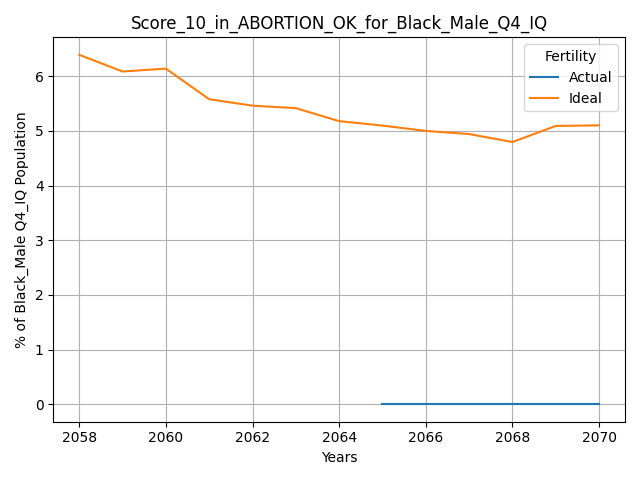 Score_10_in_ABORTION_OK_for_Black_Male_Q4_IQ
Fertility
Actual
Ideal
% of Black_Male Q4_IQ Population
6
5
4
3
2
1
0
2058 2060 2062 2064 2066 2068 2070
Years